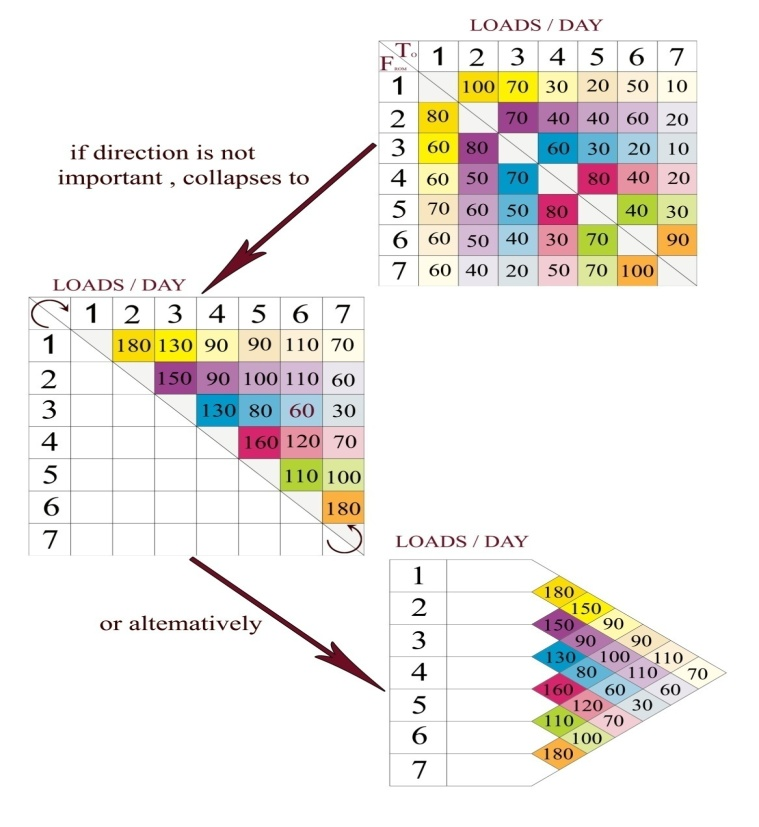 LOADS / DAY
To From 1 2 3 4 5 6 7
1 100 70 30 20 50 10
2 80 70 40 40 60 20
3 60 80 60 30 20 10
4 60 50 70 80 40 20
5 70 60 50 80 40 30
6 60 50 40 30 70 90
7 60 40 20 50 70 100
if direction is not
important , collapses to
LOADS / DAY
1 2 3 4 5 6 7
1 180 130 90 90 110 70
2 150 90 100 110 60
3 130 80 60 30
4 160 120 70
5 110 100
6 180
7
or altematively
LOADS / DAY
1
180
2 150
150 90
3 90 90
130 100 110
4 80 110 70
160 60 60
5 120 30
110 70
6 100
180
7